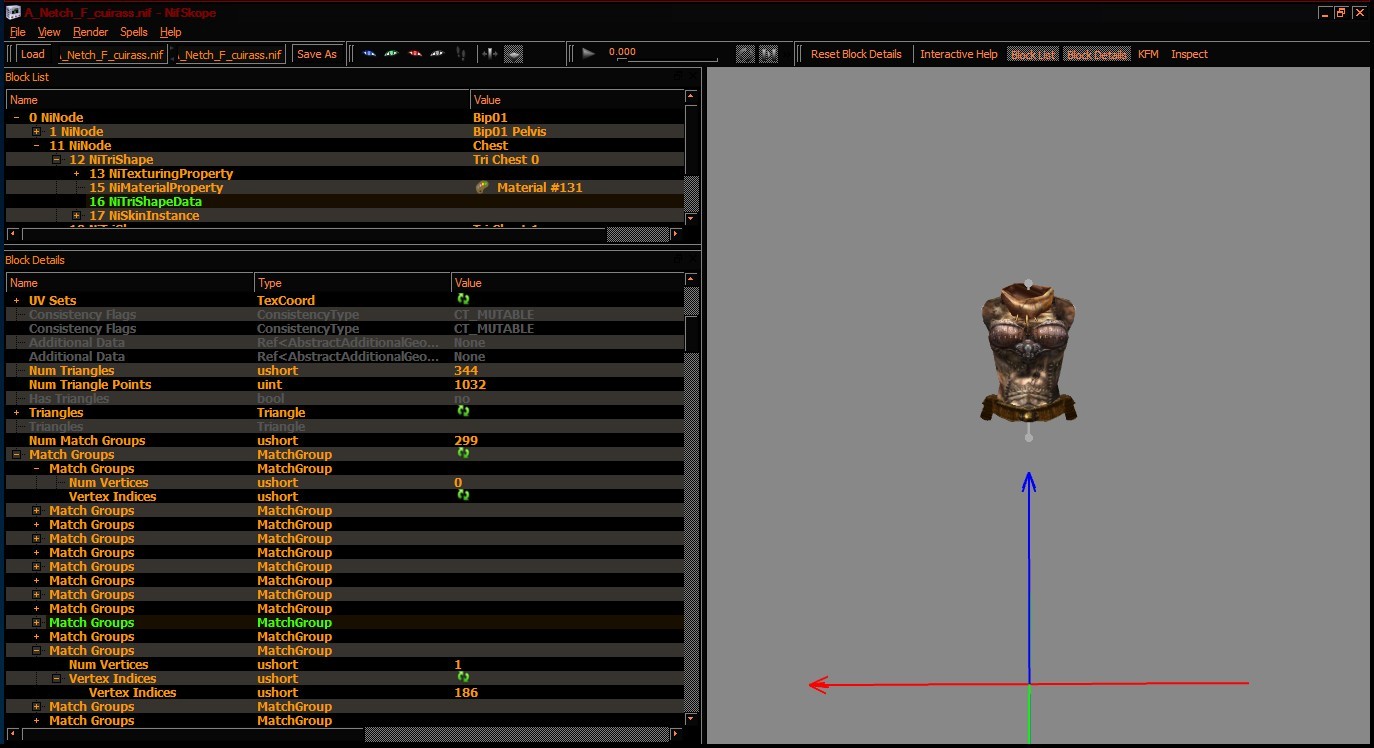 A_Netch_F_cuirass.nif - NifSkope
File View Render Spells Help
Load _Netch_F_cuirass.nif _Netch_F_cuirass.nif Save As 0.000 Reset Block Details Interactive Help Block List Block Details KFM Inspect
Block List
Name Value
0 NiNode Bip01
1 NiNode Bip01 Pelvis
11 NiNode Chest
12 NiTriShape Tri Chest 0
13 NiTexturingProperty
15 NiMaterialProperty Material #131
16 NiTriShapeData
17 NiSkinInstance
Block Details
Name Type Value
UV Sets TexCoord
Consistency Flags ConsistencyType CT_MUTABLE
Consistency Flags ConsistencyType CT_MUTABLE
Additional Data Ref<AbstractAdditionalGeo... None
Additional Data Ref<AbstractAdditionalGeo... None
Num Triangles ushort 344
Num Triangle Points uint 1032
Has Triangles bool no
Triangles Triangle
Triangles Triangle
Num Match Groups ushort 299
Match Groups MatchGroup
Match Groups MatchGroup
Num Vertices ushort 0
Vertex Indices ushort
Match Groups MatchGroup
Match Groups MatchGroup
Match Groups MatchGroup
Match Groups MatchGroup
Match Groups MatchGroup
Match Groups MatchGroup
Match Groups MatchGroup
Match Groups MatchGroup
Match Groups MatchGroup
Match Groups MatchGroup
Match Groups MatchGroup
Num Vertices ushort 1
Vertex Indices ushort
Vertex Indices ushort 186
Match Groups MatchGroup
Match Groups MatchGroup